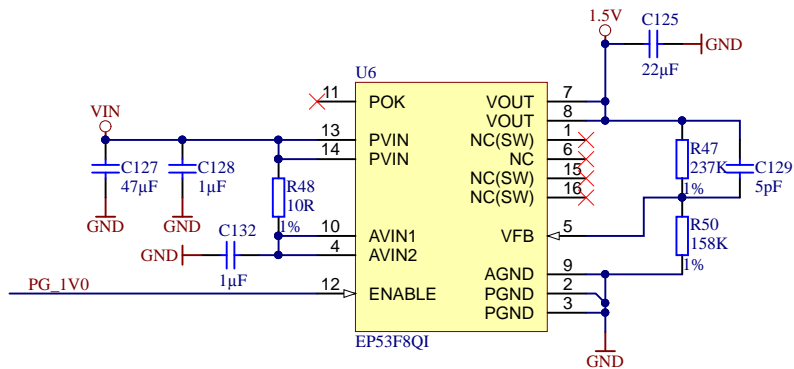 1.5V
C125
GND
22µF
U6
11
POK
VOUT
7
VOUT
8
VIN
13
PVIN
NC(SW)
1
14
PVIN
NC
6
NC(SW)
15
NC(SW)
16
C127
47µF
C128
1µF
R48
10R
1%
R47
237K
1%
C129
5pF
GND
GND
10
AVIN1
VFB
5
R50
158K
1%
C132
GND
1µF
4
AVIN2
AGND
9
PG_1V0
12
ENABLE
PGND
2
PGND
3
EP53F8QI
GND